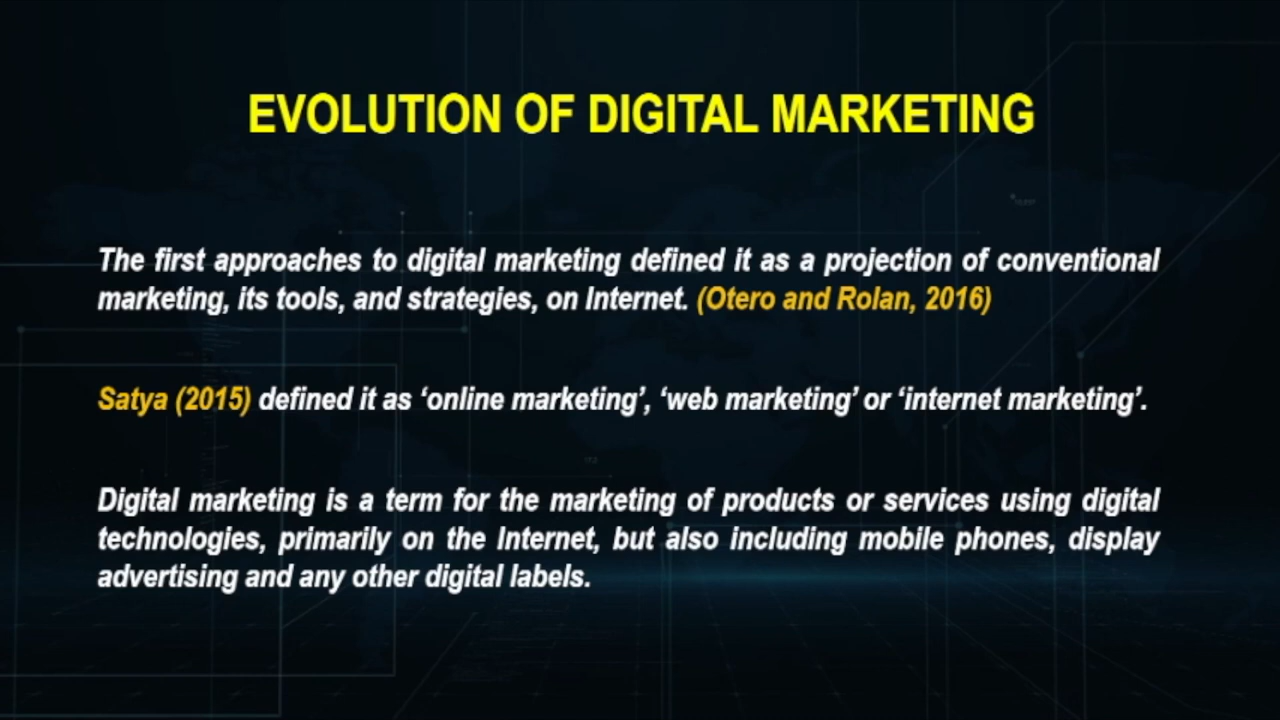 EVOLUTION OF DIGITAL MARKETING
The first approaches to digital marketing defined it as a projection of conventional
marketing, its tools, and strategies, on Internet. (Otero and Rolan, 2016)
Satya (2015) defined it as ‘online marketing’, ‘web marketing’ or ‘internet marketing’.
Digital marketing is a term for the marketing of products or services using digital
technologies, primarily on the Internet, but also including mobile phones, display
advertising and any other digital labels.